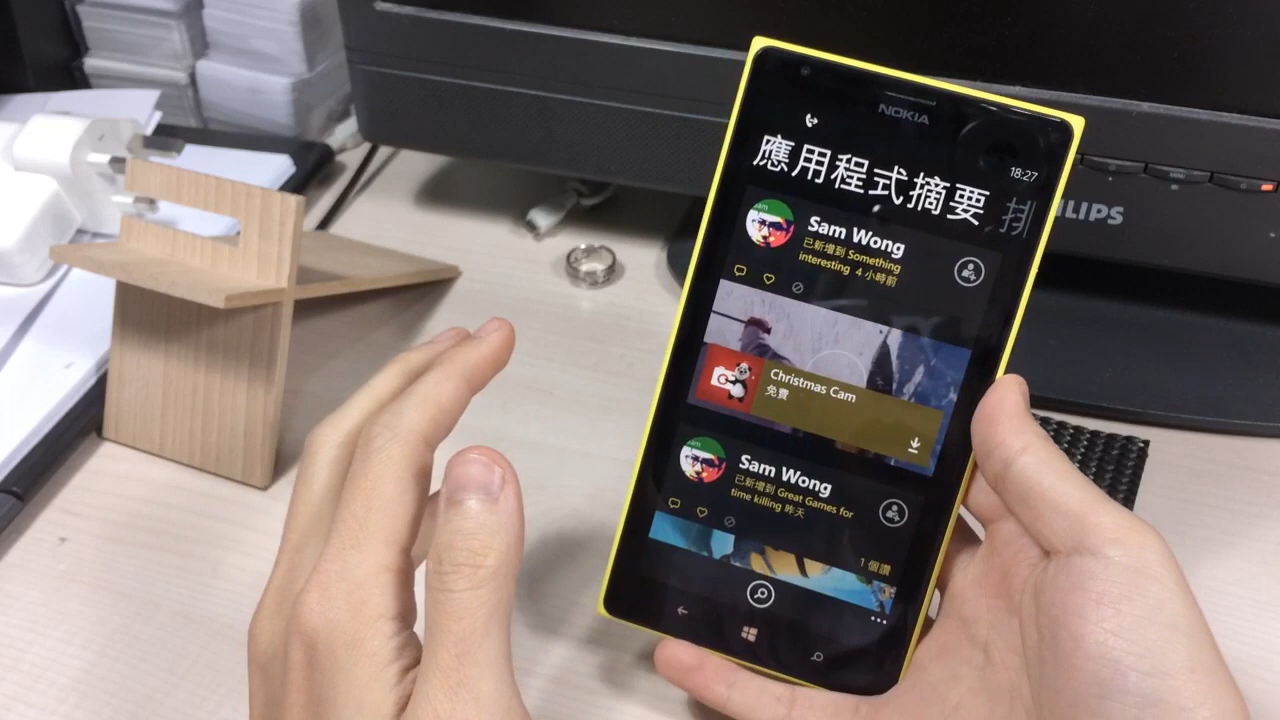 NOKIA
18:27
應用程式摘要
Sam Wong
已新增到 Something
interesting 4 小時前
Christmas Cam
免費
Sam Wong
已新增到 Great Games for
time killing 昨天
1 個讚
MENU